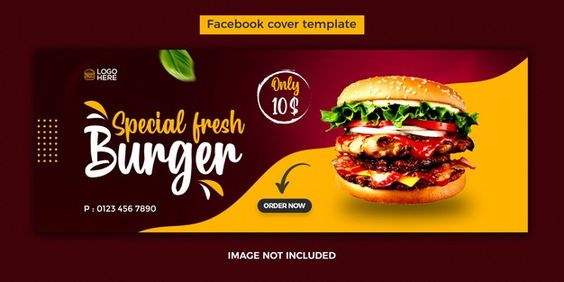 Facebook cover template
LOGO
HERE
Special fresh
Burger
P : 0123 456 7890
Only
10$
ORDER NOW
IMAGE NOT INCLUDED